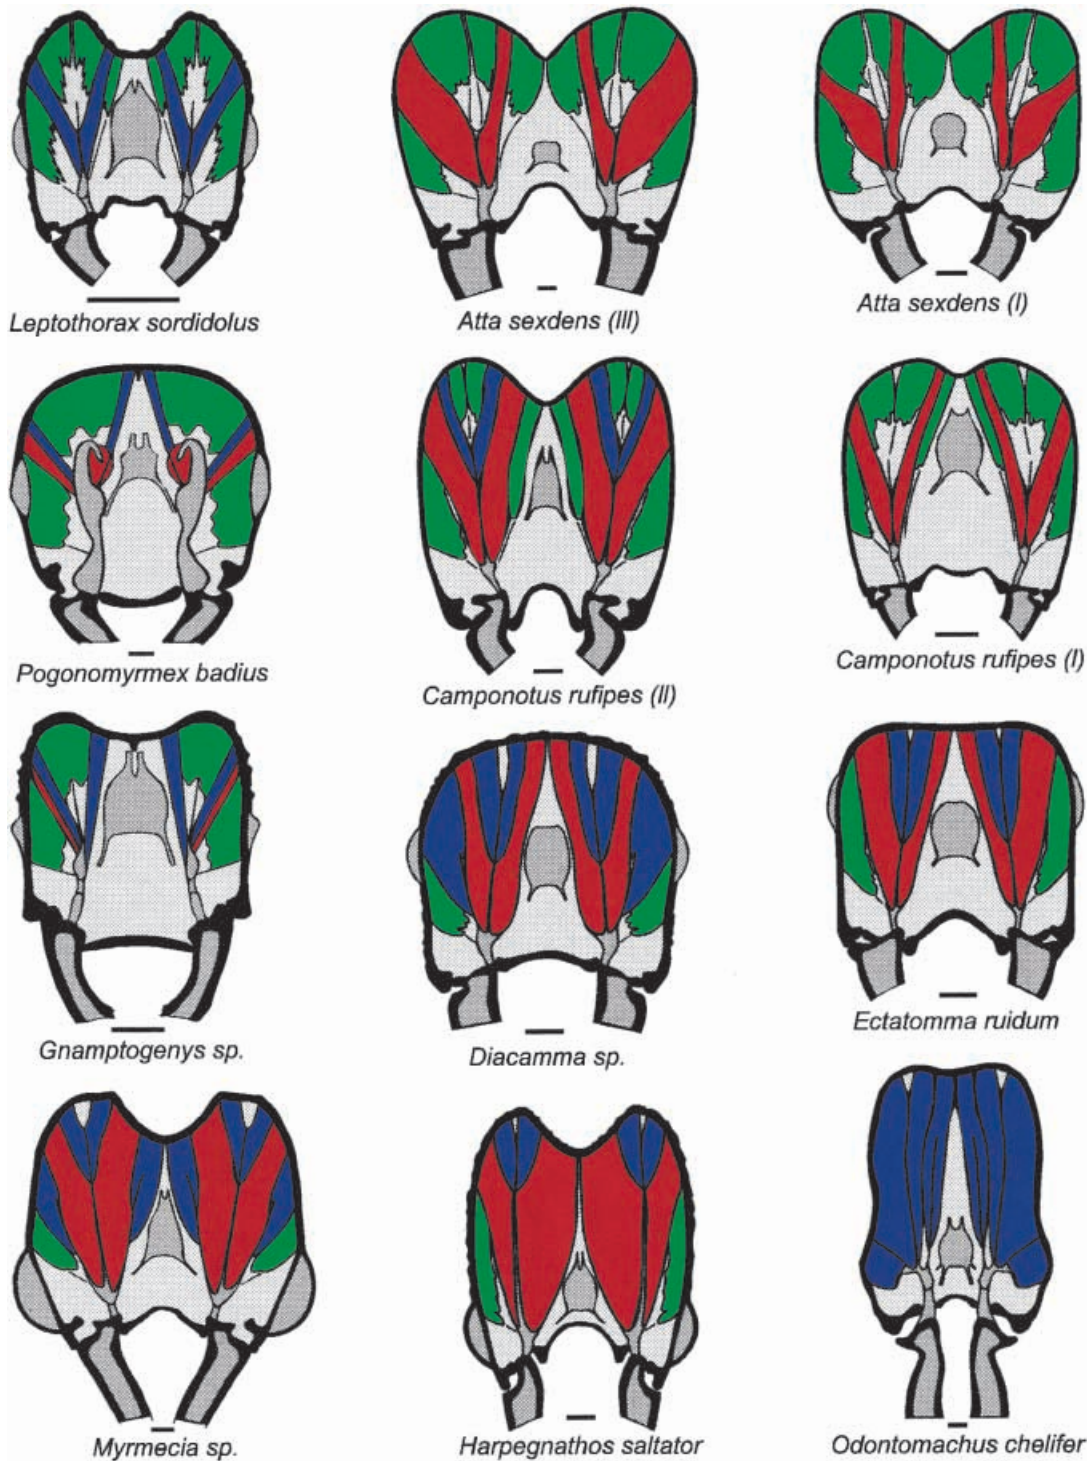 Leptothorax sordidolus
Atta sexdens (III)
Atta sexdens (I)
Pogonomyrmex badius
Camponotus rufipes (II)
Camponotus rufipes (I)
Gnamptogenys sp.
Diacamma sp.
Ectatomma ruidum
Myrmecia sp.
Harpegnathos saltator
Odontomachus chelifer